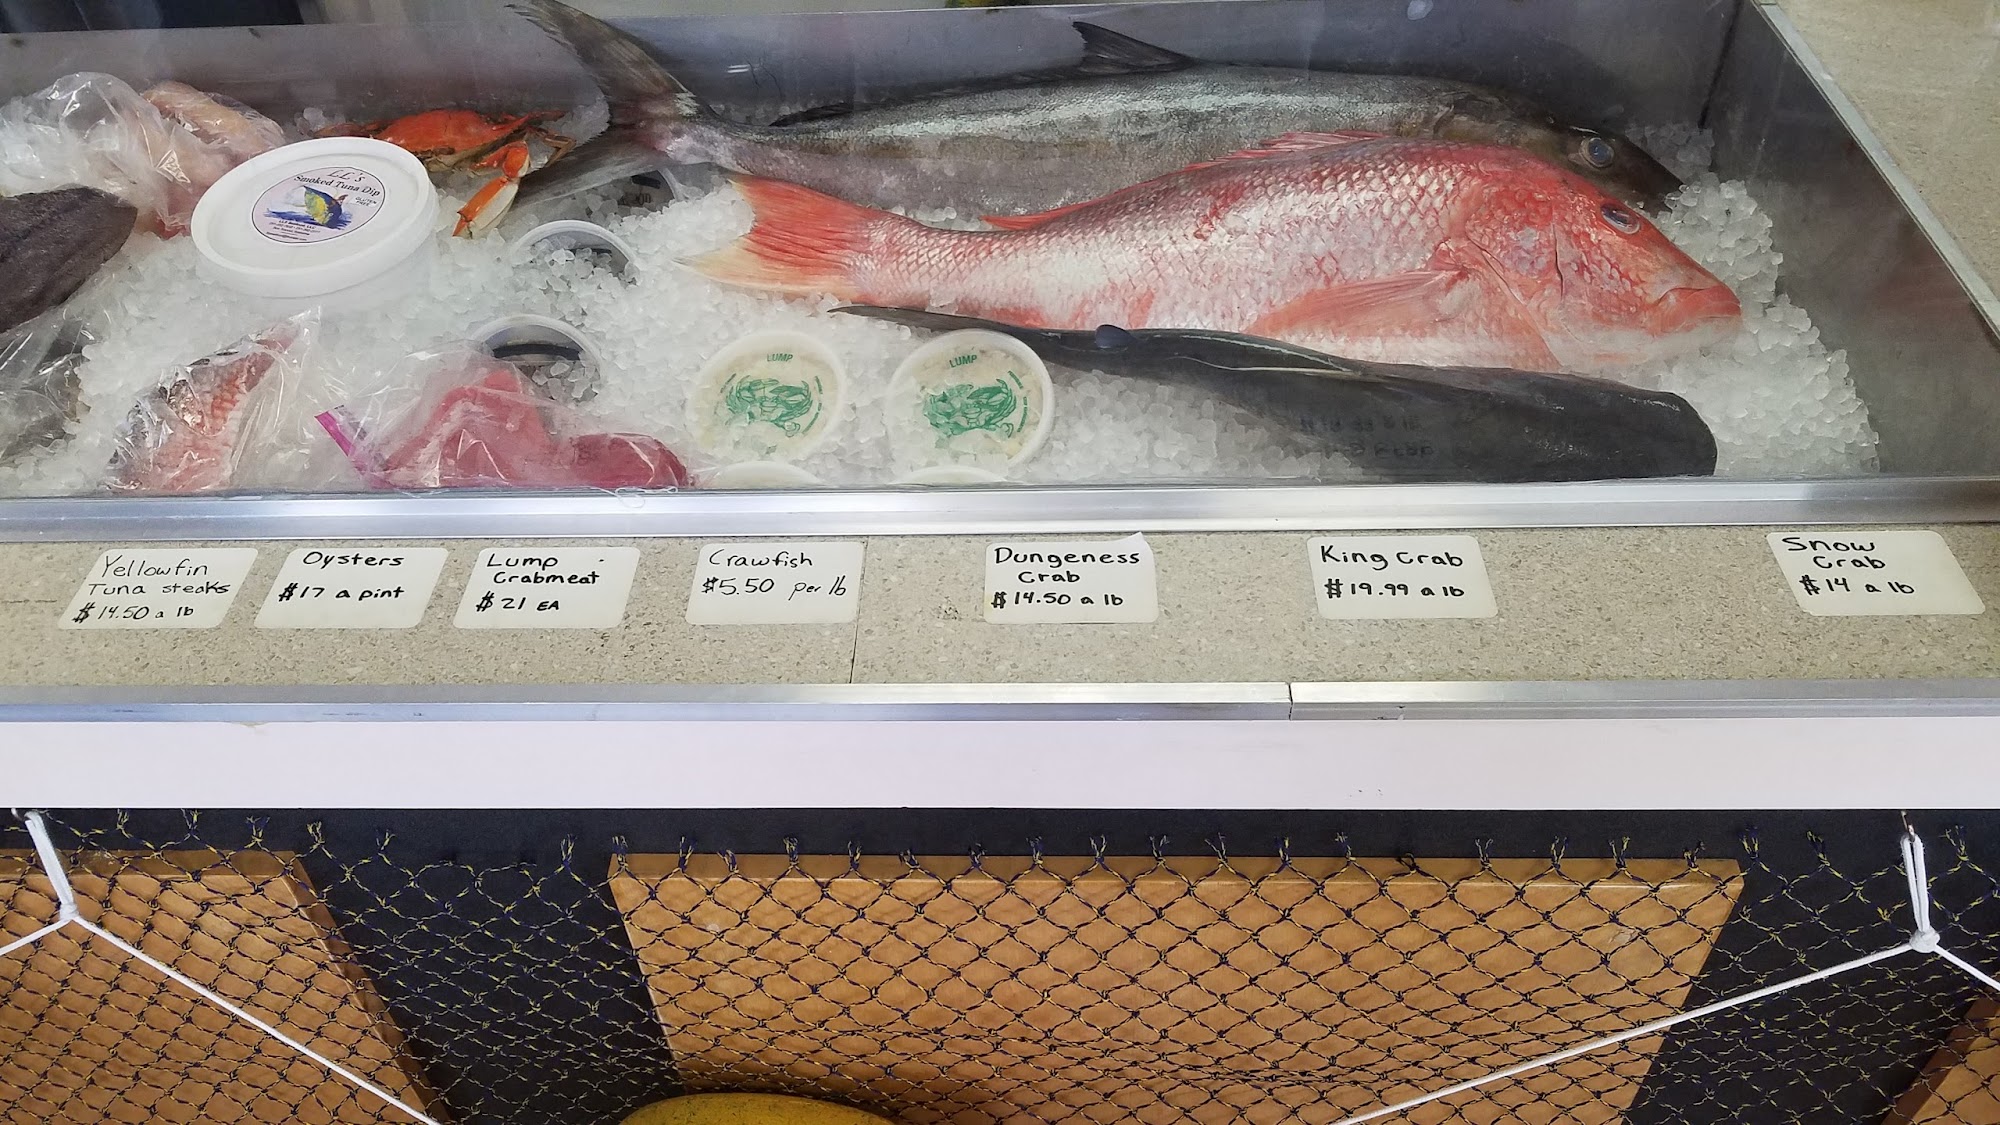 LL's
Smoked Tuna Dip
GLUTEN
FREE
LUMP
LUMP
Yellowfin
Tuna steaks
$14.50 a lb
Oysters
$17 a pint
Lump
Crabmeat
$21 EA
Crawfish
$5.50 per lb
Dungeness
Crab
$14.50 a lb
King Crab
$19.99 a lb
Snow
Crab
$14 a lb